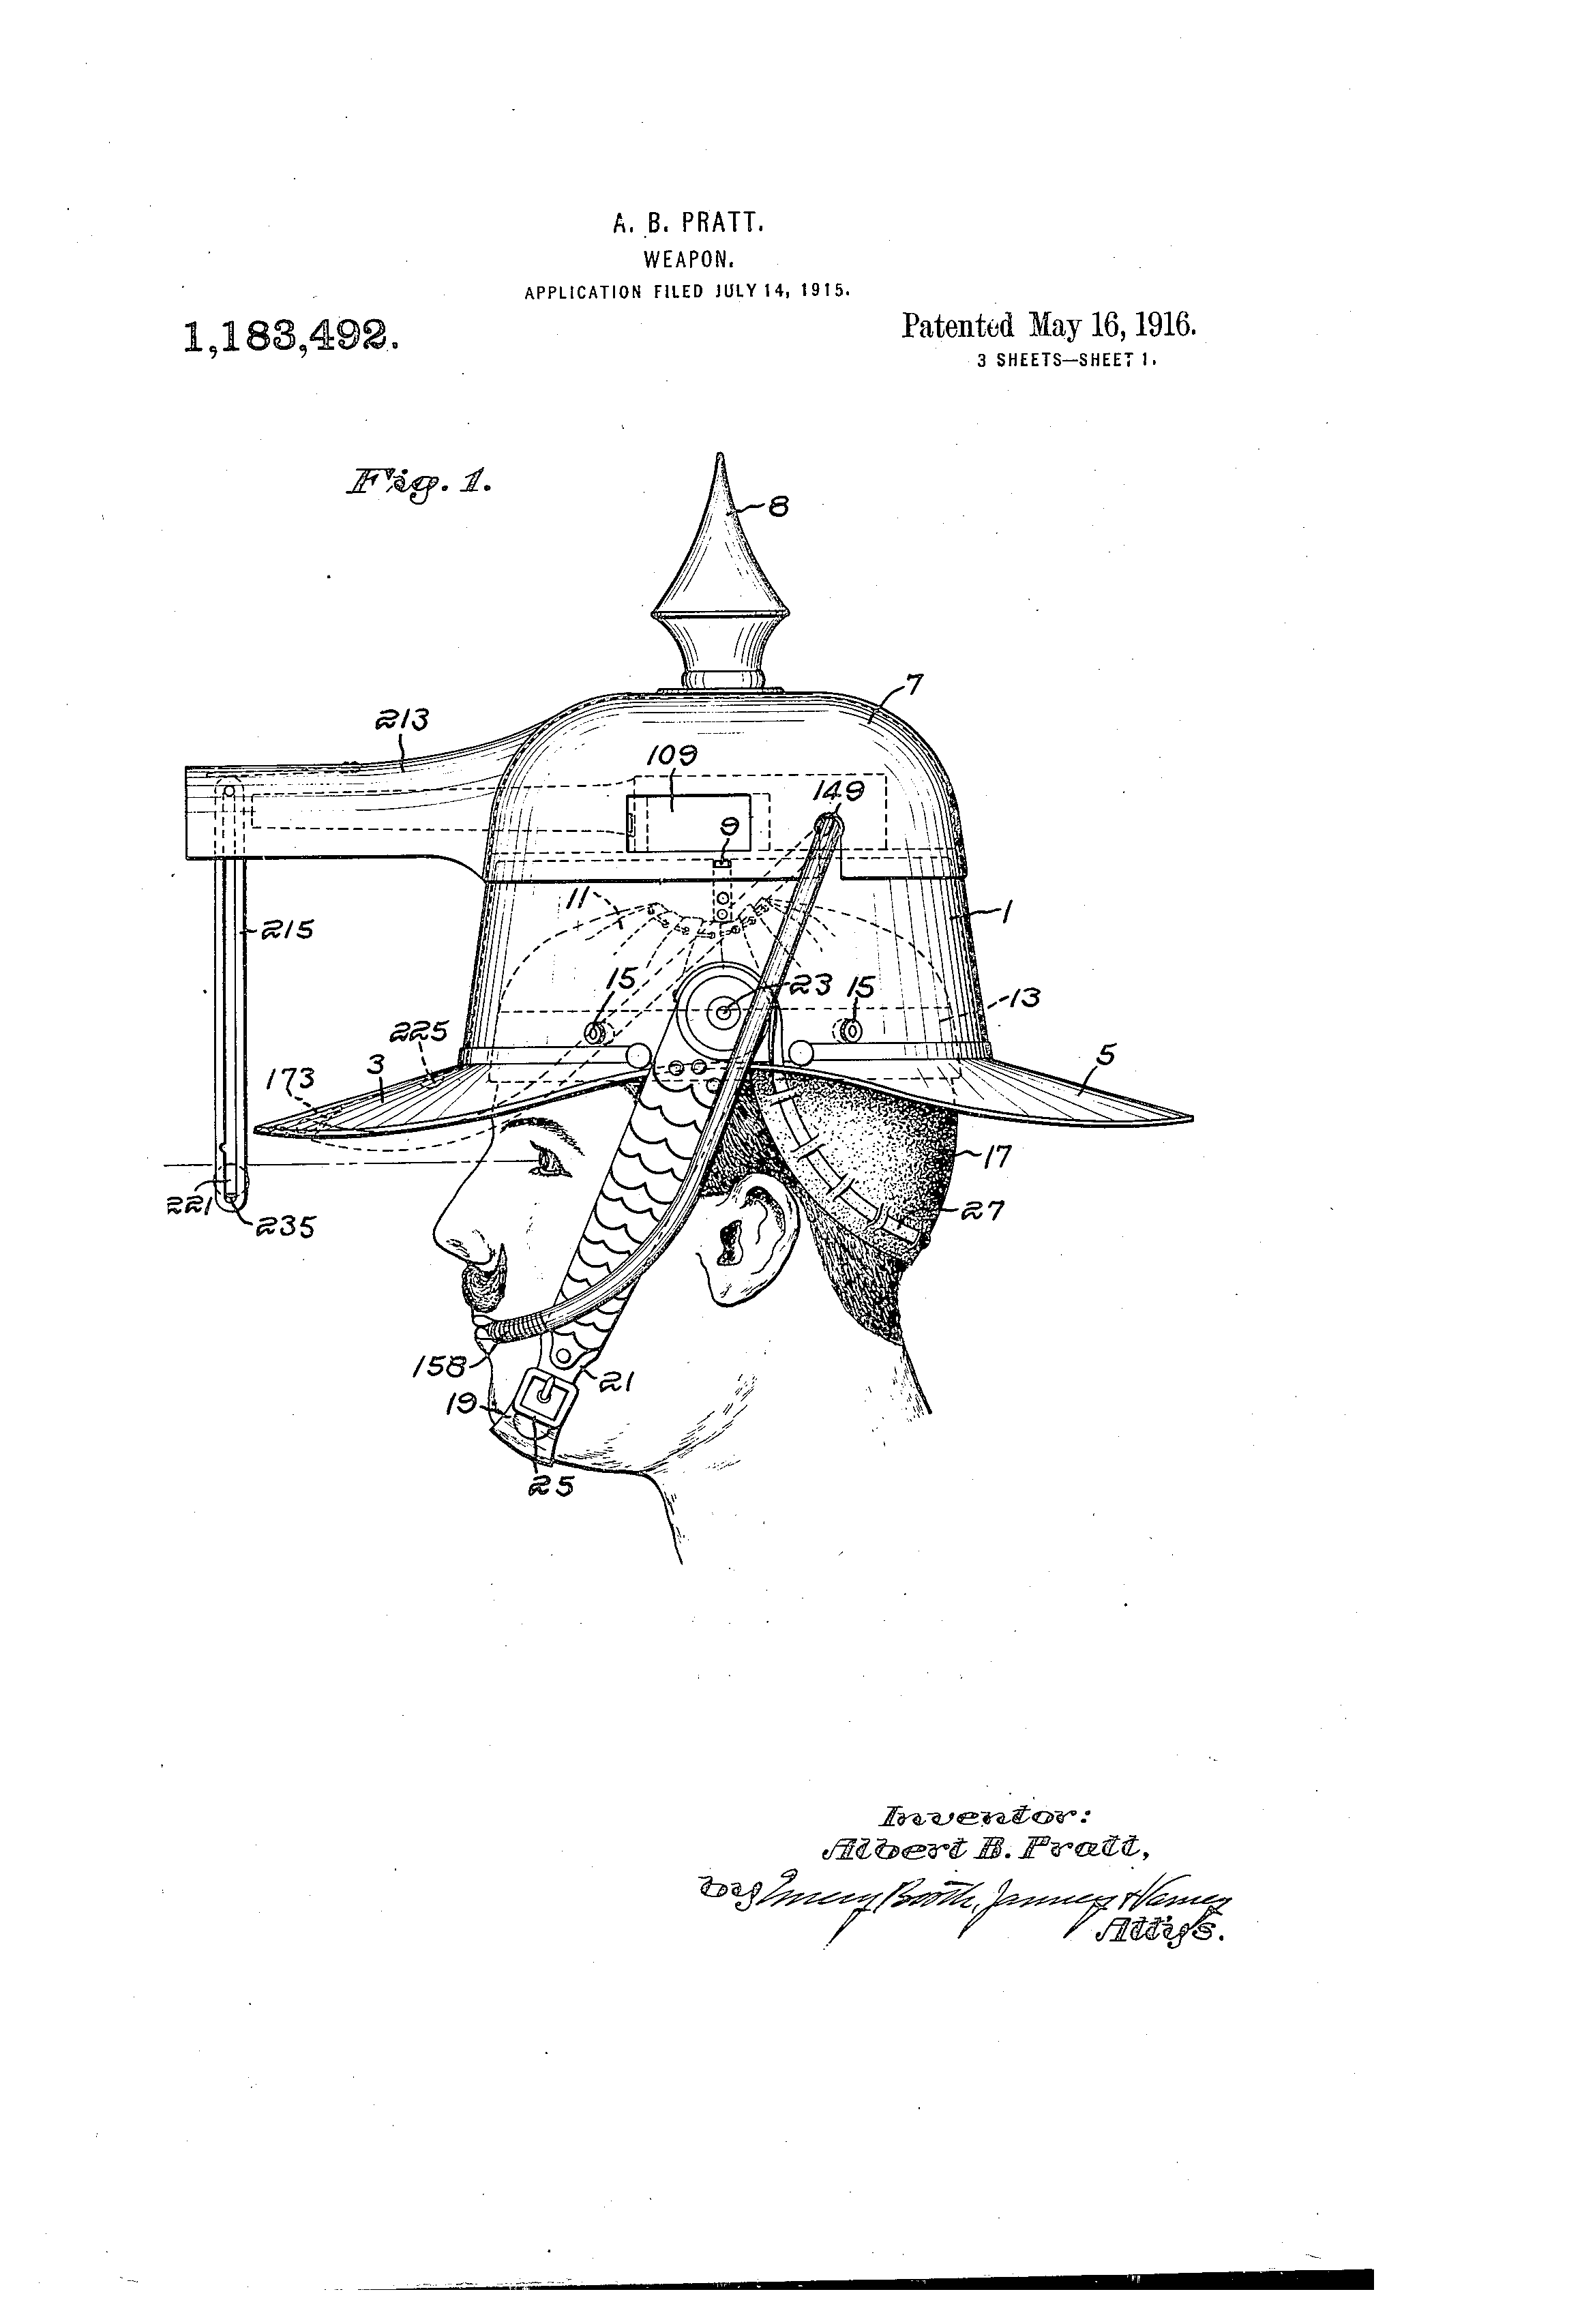 A. B. PRATT.
WEAPON.
APPLICATION FILED JULY 14, 1915.
1,183,492.
Patented May 16, 1916.
3 SHEETS—SHEET 1.
Fig. 1.
8
7
213
109
149
9
11
1
215
15
23
15
13
225
3
5
173
17
221
235
27
158
21
19
25
Inventor:
Albert B. Pratt,
by Emery Booth, Janney & Varney
Att'ys.